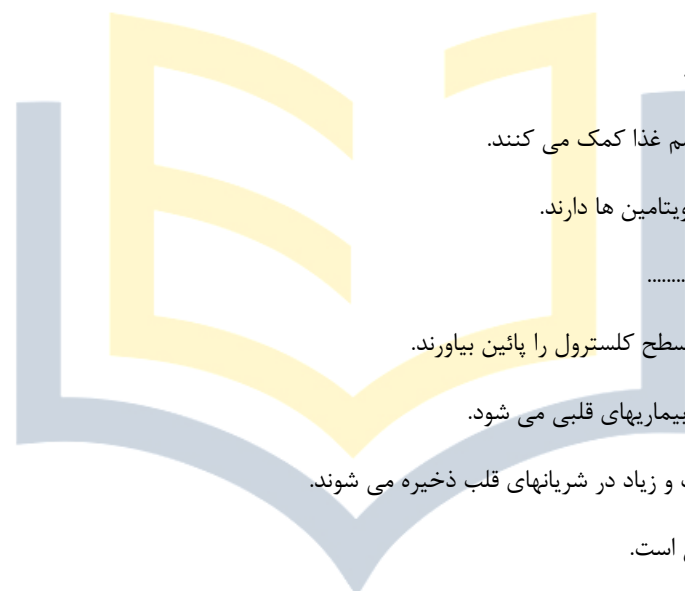 غذا کمک می کنند.
ویتامین ها دارند.
..........
سطح کلسترول را پائین بیاورند.
بیماریهای قلبی می شود.
و زیاد در شریانهای قلب ذخیره می شوند.
است.